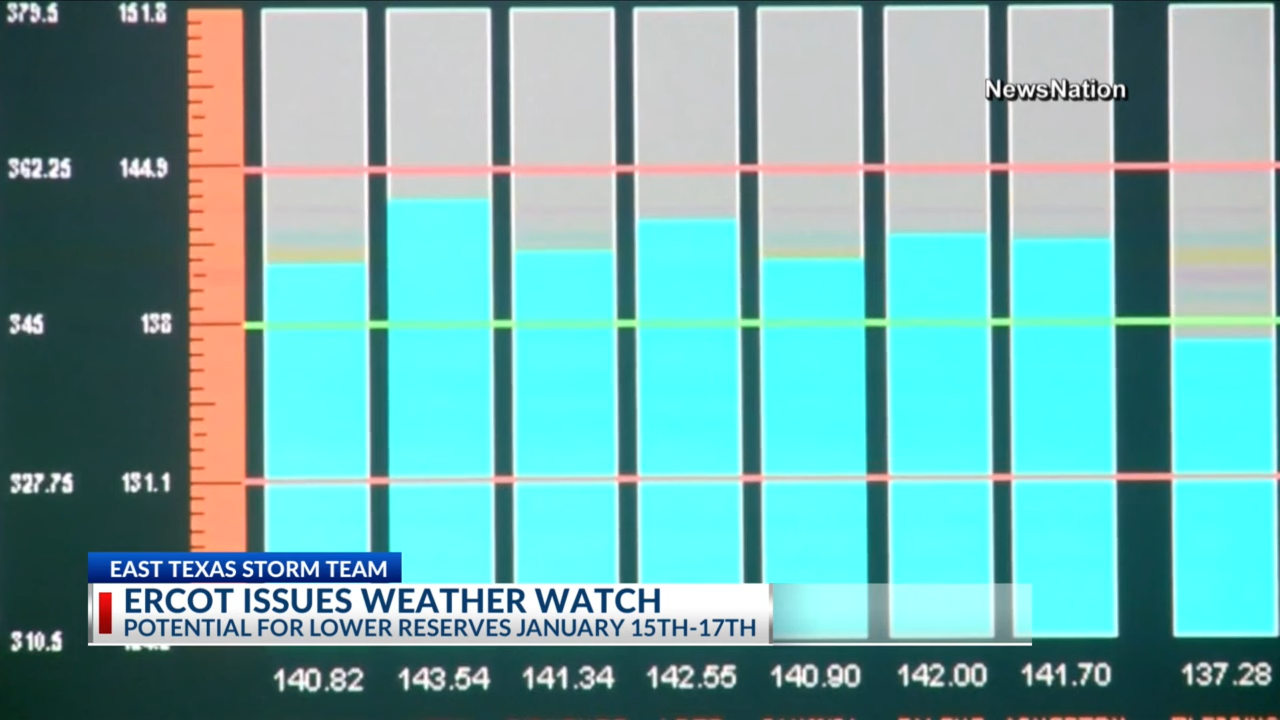 379.5 151.8
NewsNation
362.25 144.9
345 138
327.75 131.1
EAST TEXAS STORM TEAM
ERCOT ISSUES WEATHER WATCH
POTENTIAL FOR LOWER RESERVES JANUARY 15TH-17TH
310.5
140.82 143.54 141.34 142.55 140.90 142.00 141.70 137.28